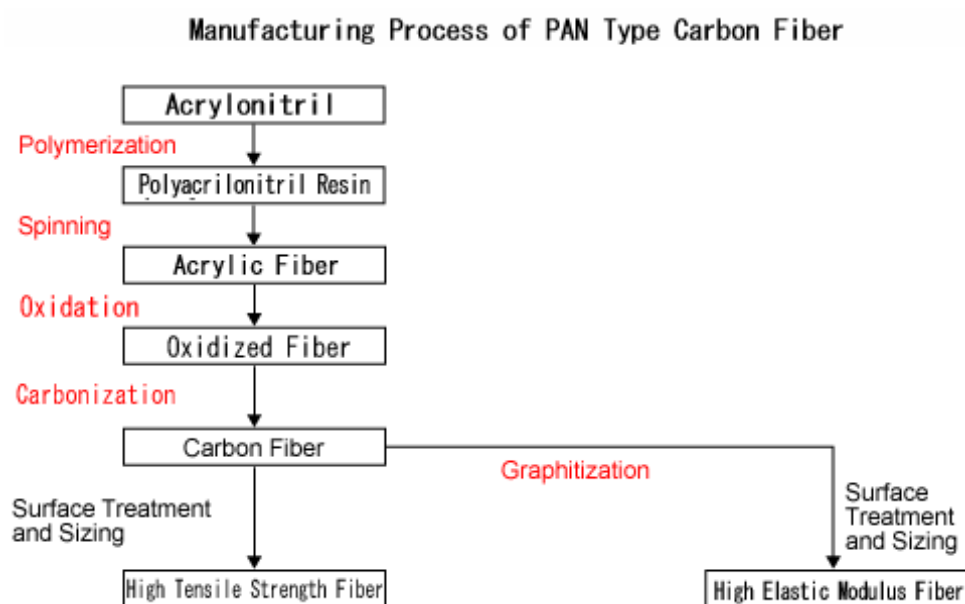 Manufacturing Process of PAN Type Carbon Fiber
Acrylonitril
Polymerization
Polyacrilonitril Resin
Spinning
Acrylic Fiber
Oxidation
Oxidized Fiber
Carbonization
Carbon Fiber
Graphitization
Surface Treatment
and Sizing
Surface
Treatment
and Sizing
High Tensile Strength Fiber
High Elastic Modulus Fiber